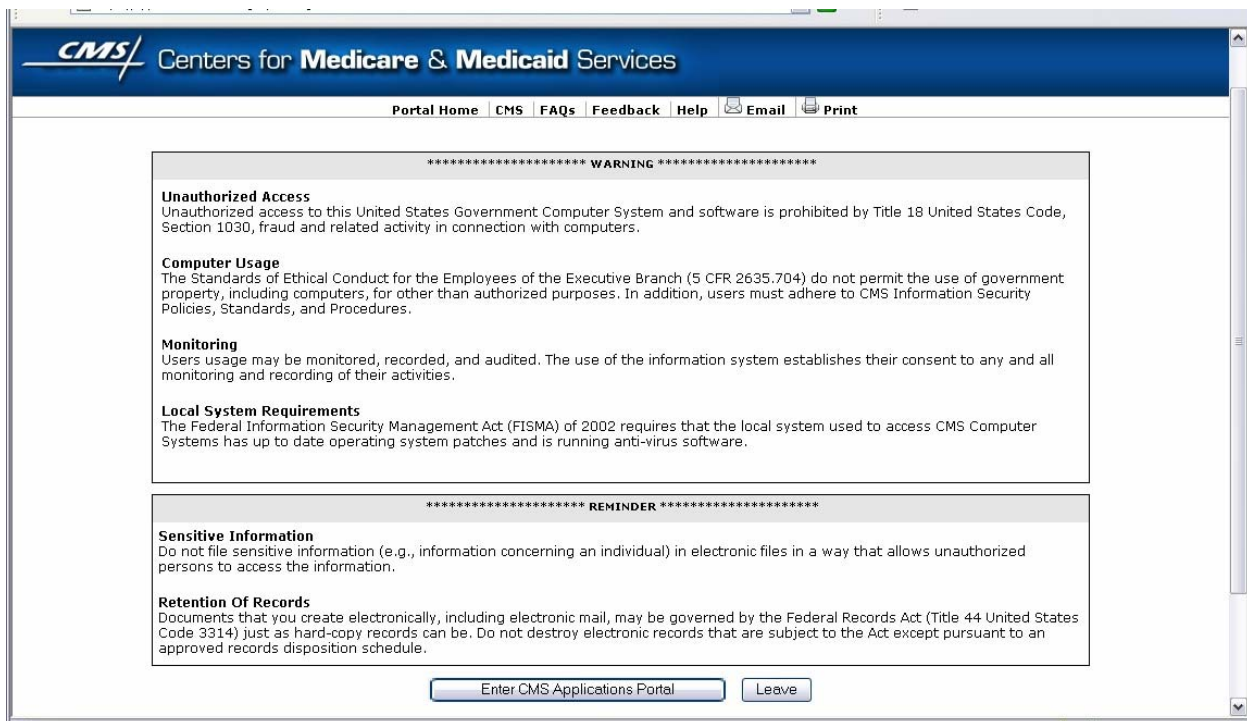 CMS/ Centers for Medicare & Medicaid Services
Portal Home CMS FAQs Feedback Help Email Print
********************* WARNING *********************
Unauthorized Access
Unauthorized access to this United States Government Computer System and software is prohibited by Title 18 United States Code,
Section 1030, fraud and related activity in connection with computers.
Computer Usage
The Standards of Ethical Conduct for the Employees of the Executive Branch (5 CFR 2635.704) do not permit the use of government
property, including computers, for other than authorized purposes. In addition, users must adhere to CMS Information Security
Policies, Standards, and Procedures.
Monitoring
Users usage may be monitored, recorded, and audited. The use of the information system establishes their consent to any and all
monitoring and recording of their activities.
Local System Requirements
The Federal Information Security Management Act (FISMA) of 2002 requires that the local system used to access CMS Computer
Systems has up to date operating system patches and is running anti-virus software.
********************* REMINDER *********************
Sensitive Information
Do not file sensitive information (e.g., information concerning an individual) in electronic files in a way that allows unauthorized
persons to access the information.
Retention Of Records
Documents that you create electronically, including electronic mail, may be governed by the Federal Records Act (Title 44 United States
Code 3314) just as hard-copy records can be. Do not destroy electronic records that are subject to the Act except pursuant to an
approved records disposition schedule.
Enter CMS Applications Portal Leave